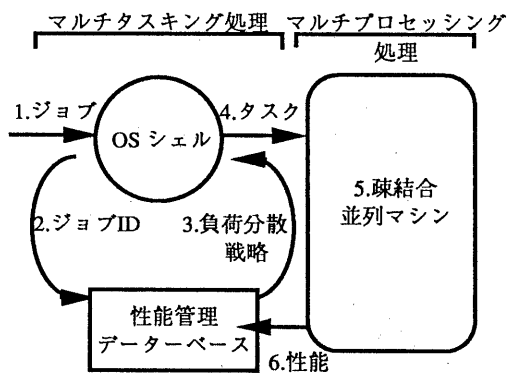 マルチタスキング処理
マルチプロセッシング
処理
1.ジョブ
OS シェル
4.タスク
2.ジョブID
3.負荷分散
戦略
5.疎結合
並列マシン
性能管理
データーベース
6.性能